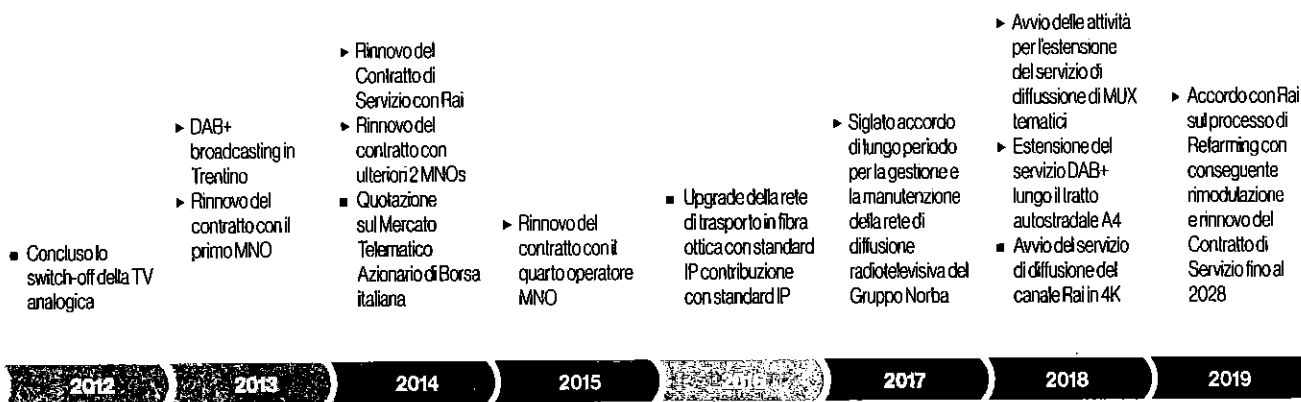 ■ Concluso lo
switch-off della TV
analogica
► DAB+
broadcasting in
Trentino
► Rinnovo del
contratto con il
primo MNO
► Rinnovo del
Contratto di
Servizio con Rai
► Rinnovo del
contratto con
ulteriori 2 MNOs
■ Quotazione
sul Mercato
Telematico
Azionario di Borsa
italiana
► Rinnovo del
contratto con il
quarto operatore
MNO
■ Upgrade della rete
di trasporto in fibra
ottica con standard
IP contribuzione
con standard IP
► Siglato accordo
di lungo periodo
per la gestione e
la manutenzione
della rete di
diffusione
radiotelevisiva del
Gruppo Norba
► Avvio delle attività
per l'estensione
del servizio di
diffussione di MUX
tematici
► Estensione del
servizio DAB+
lungo il tratto
autostradale A4
■ Avvio del servizio
di diffusione del
canale Rai in 4K
► Accordo con Rai
sul processo di
Refarming con
conseguente
rimodulazione
e rinnovo del
Contratto di
Servizio fino al
2028
2012 2013 2014 2015 2016 2017 2018 2019